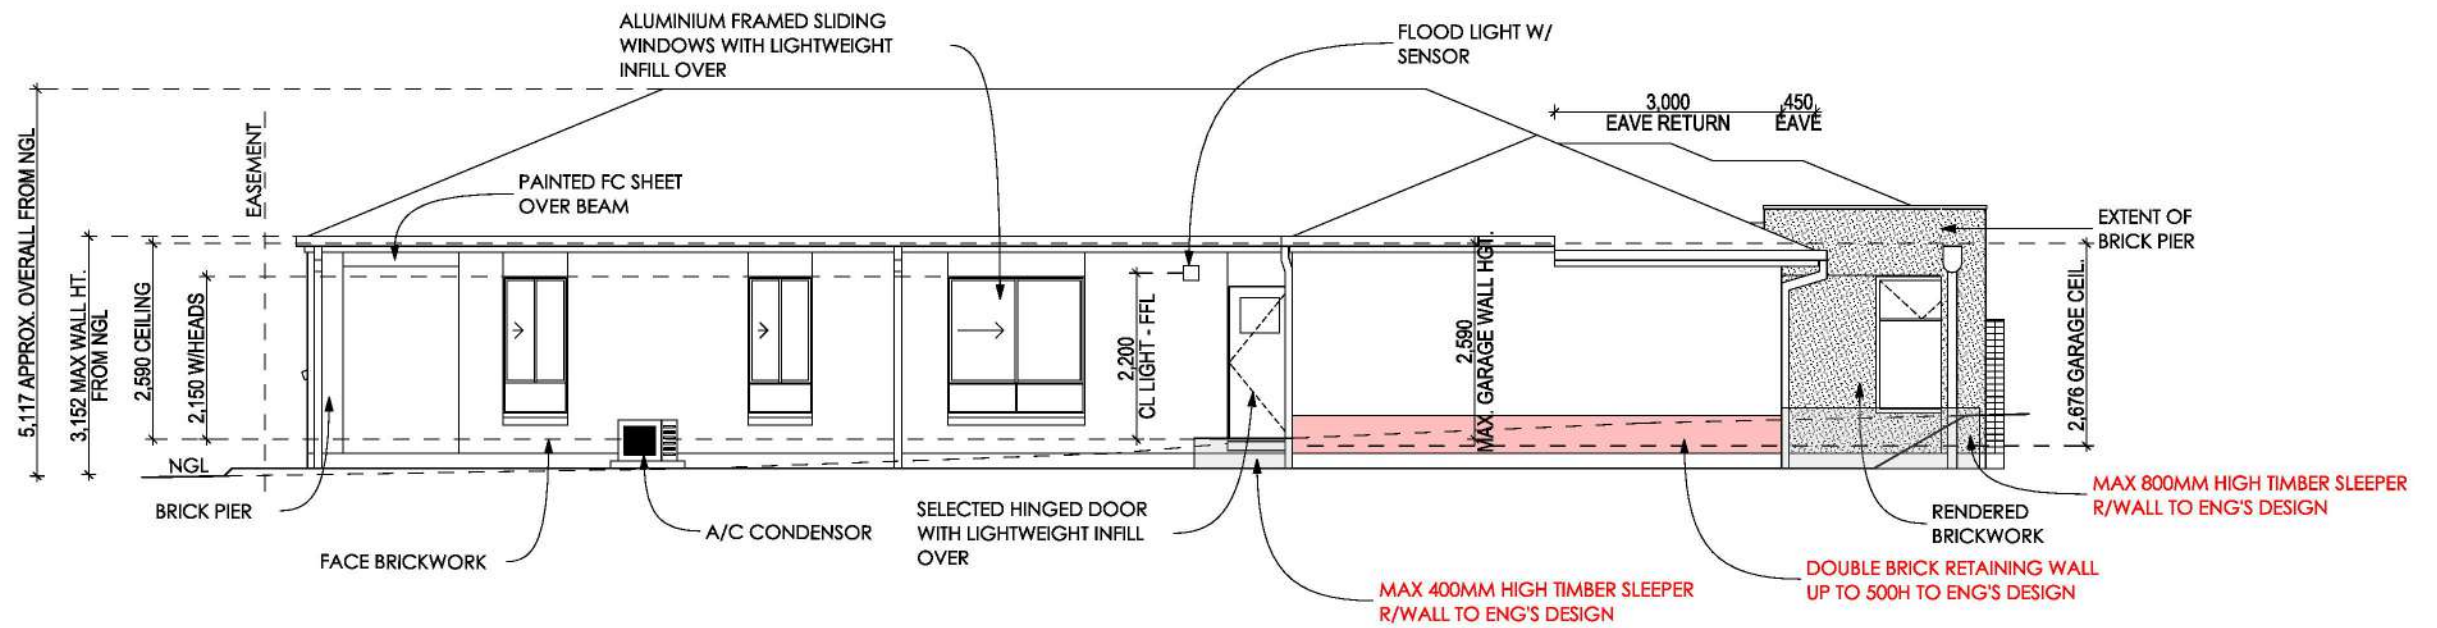 ALUMINIUM FRAMED SLIDING
WINDOWS WITH LIGHTWEIGHT
INFILL OVER
FLOOD LIGHT W/
SENSOR
3,000
EAVE RETURN
450
EAVE
5,117 APPROX. OVERALL FROM NGL
3,152 MAX WALL HT.
FROM NGL
2,590 CEILING
2,150 W/HEADS
EASEMENT
PAINTED FC SHEET
OVER BEAM
2,200
CL LIGHT - FFL
2,590
MAX. GARAGE WALL HGT.
EXTENT OF
BRICK PIER
2,676 GARAGE CEIL.
NGL
BRICK PIER
FACE BRICKWORK
A/C CONDENSOR
SELECTED HINGED DOOR
WITH LIGHTWEIGHT INFILL
OVER
MAX 400MM HIGH TIMBER SLEEPER
R/WALL TO ENG'S DESIGN
DOUBLE BRICK RETAINING WALL
UP TO 500H TO ENG'S DESIGN
RENDERED
BRICKWORK
MAX 800MM HIGH TIMBER SLEEPER
R/WALL TO ENG'S DESIGN